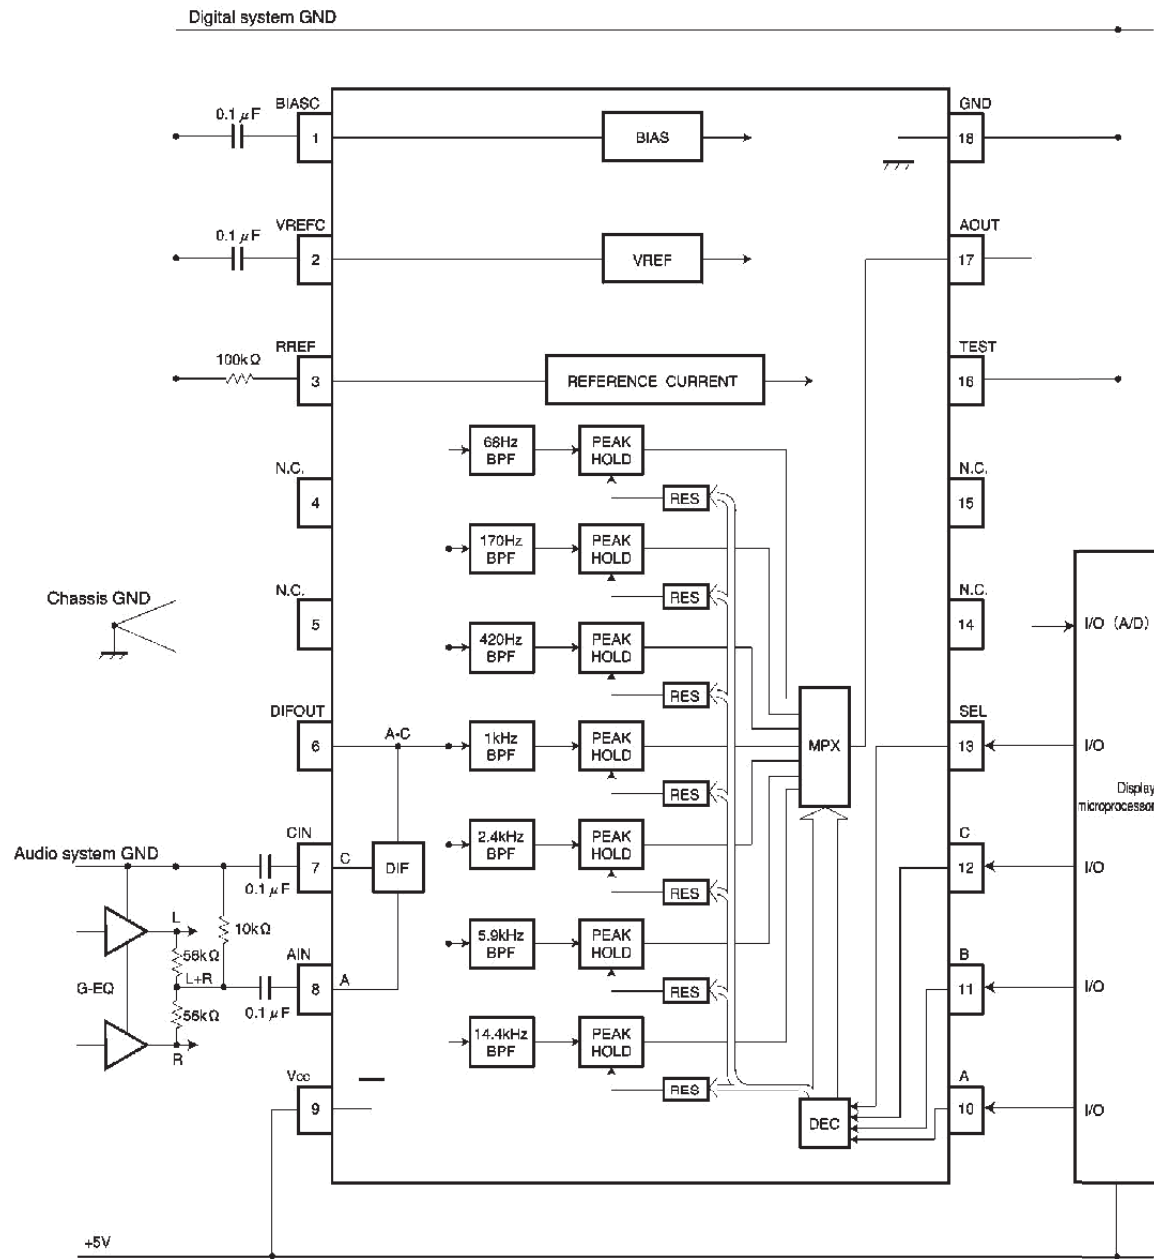 Digital system GND
BIASC
0.1 μF
1
BIAS
GND
18
VREFC
0.1 μF
2
VREF
AOUT
17
RREF
100kΩ
3
REFERENCE CURRENT
TEST
16
68Hz
BPF
PEAK
HOLD
RES
N.C.
4
N.C.
15
170Hz
BPF
PEAK
HOLD
RES
Chassis GND
N.C.
5
N.C.
14
I/O (A/D)
420Hz
BPF
PEAK
HOLD
RES
DIFOUT
6
A-C
1kHz
BPF
PEAK
HOLD
RES
MPX
SEL
13
I/O
Display
microprocessor
Audio system GND
CIN
7
C
DIF
0.1 μF
2.4kHz
BPF
PEAK
HOLD
RES
C
12
I/O
L
10kΩ
56kΩ
L+R
G-EQ
56kΩ
R
AIN
8
A
0.1 μF
5.9kHz
BPF
PEAK
HOLD
RES
B
11
I/O
14.4kHz
BPF
PEAK
HOLD
RES
Vcc
9
DEC
A
10
I/O
+5V